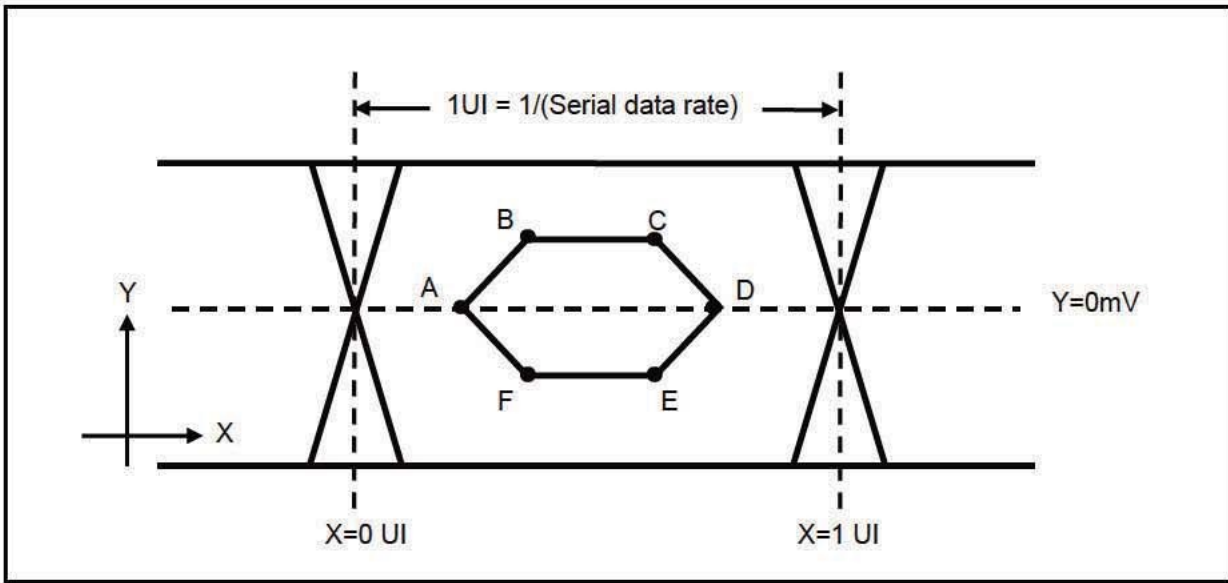 1UI = 1/(Serial data rate)
B
C
A
D
Y
Y=0mV
F
E
X
X=0 UI
X=1 UI